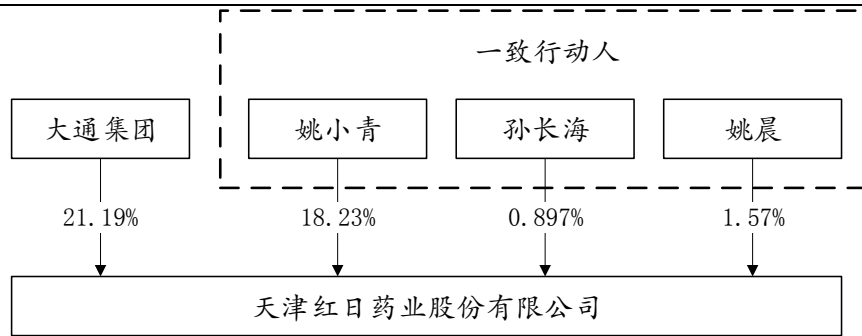 一致行动人
大通集团 姚小青 孙长海 姚晨
21.19% 18.23% 0.897% 1.57%
天津红日药业股份有限公司